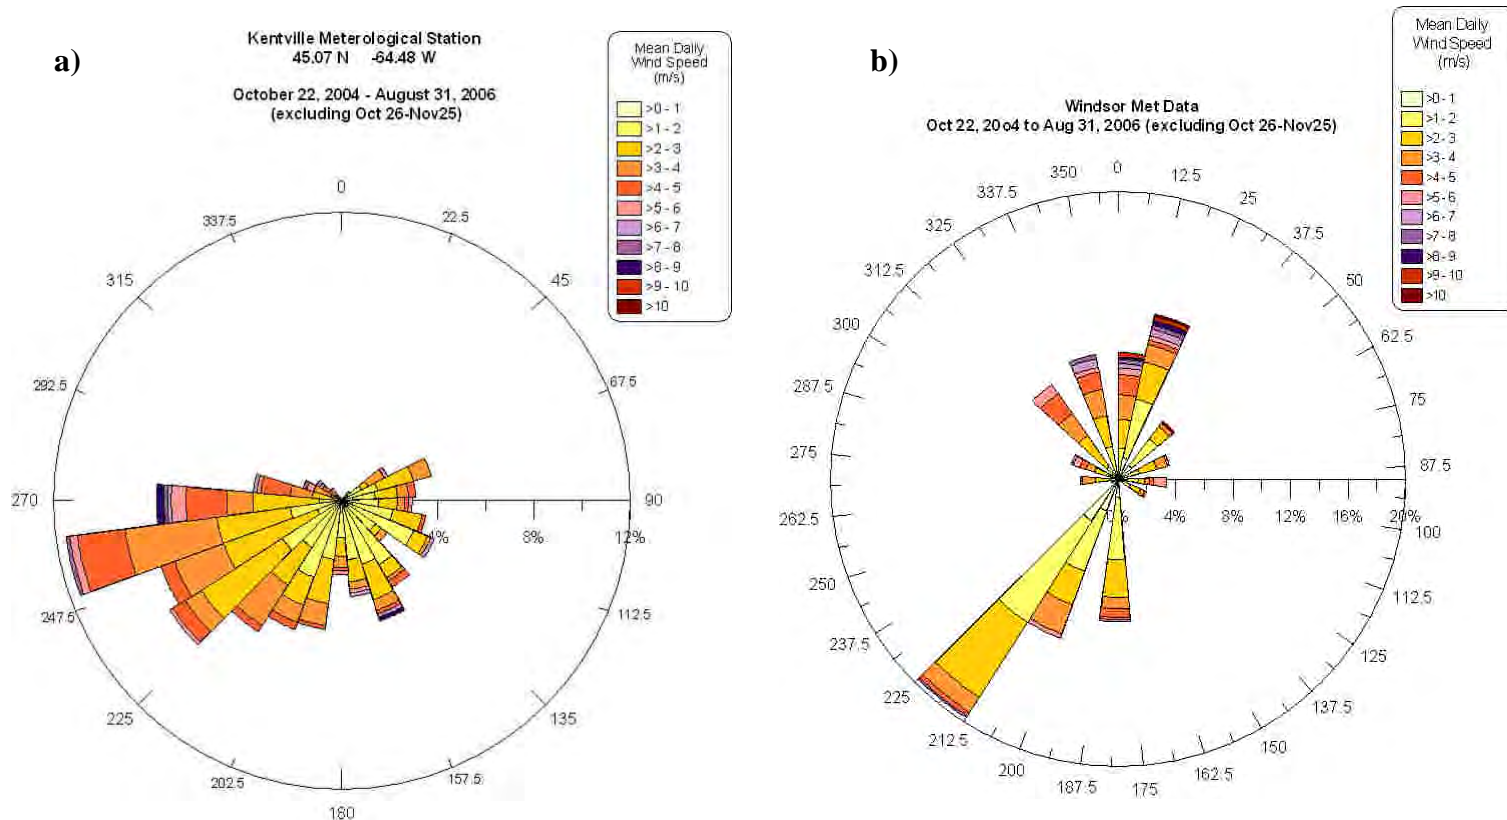 a)
Kentville Meterological Station
45.07 N -64.48 W
October 22, 2004 - August 31, 2006
(excluding Oct 26-Nov25)
Mean Daily
Wind Speed
(m/s)
>0 - 1
>1 - 2
>2 - 3
>3 - 4
>4 - 5
>5 - 6
>6 - 7
>7 - 8
>8 - 9
>9 - 10
>10
0
22.5
45
67.5
90
112.5
135
157.5
180
202.5
225
247.5
270
292.5
315
337.5
4%
8%
12%
b)
Windsor Met Data
Oct 22, 20o4 to Aug 31, 2006 (excluding Oct 26-Nov25)
Mean Daily
Wind Speed
(m/s)
>0 - 1
>1 - 2
>2 - 3
>3 - 4
>4 - 5
>5 - 6
>6 - 7
>7 - 8
>8 - 9
>9 - 10
>10
0
12.5
25
37.5
50
62.5
75
87.5
100
112.5
125
137.5
150
162.5
175
187.5
200
212.5
225
237.5
250
262.5
275
287.5
300
312.5
325
337.5
350
0%
4%
8%
12%
16%
20%